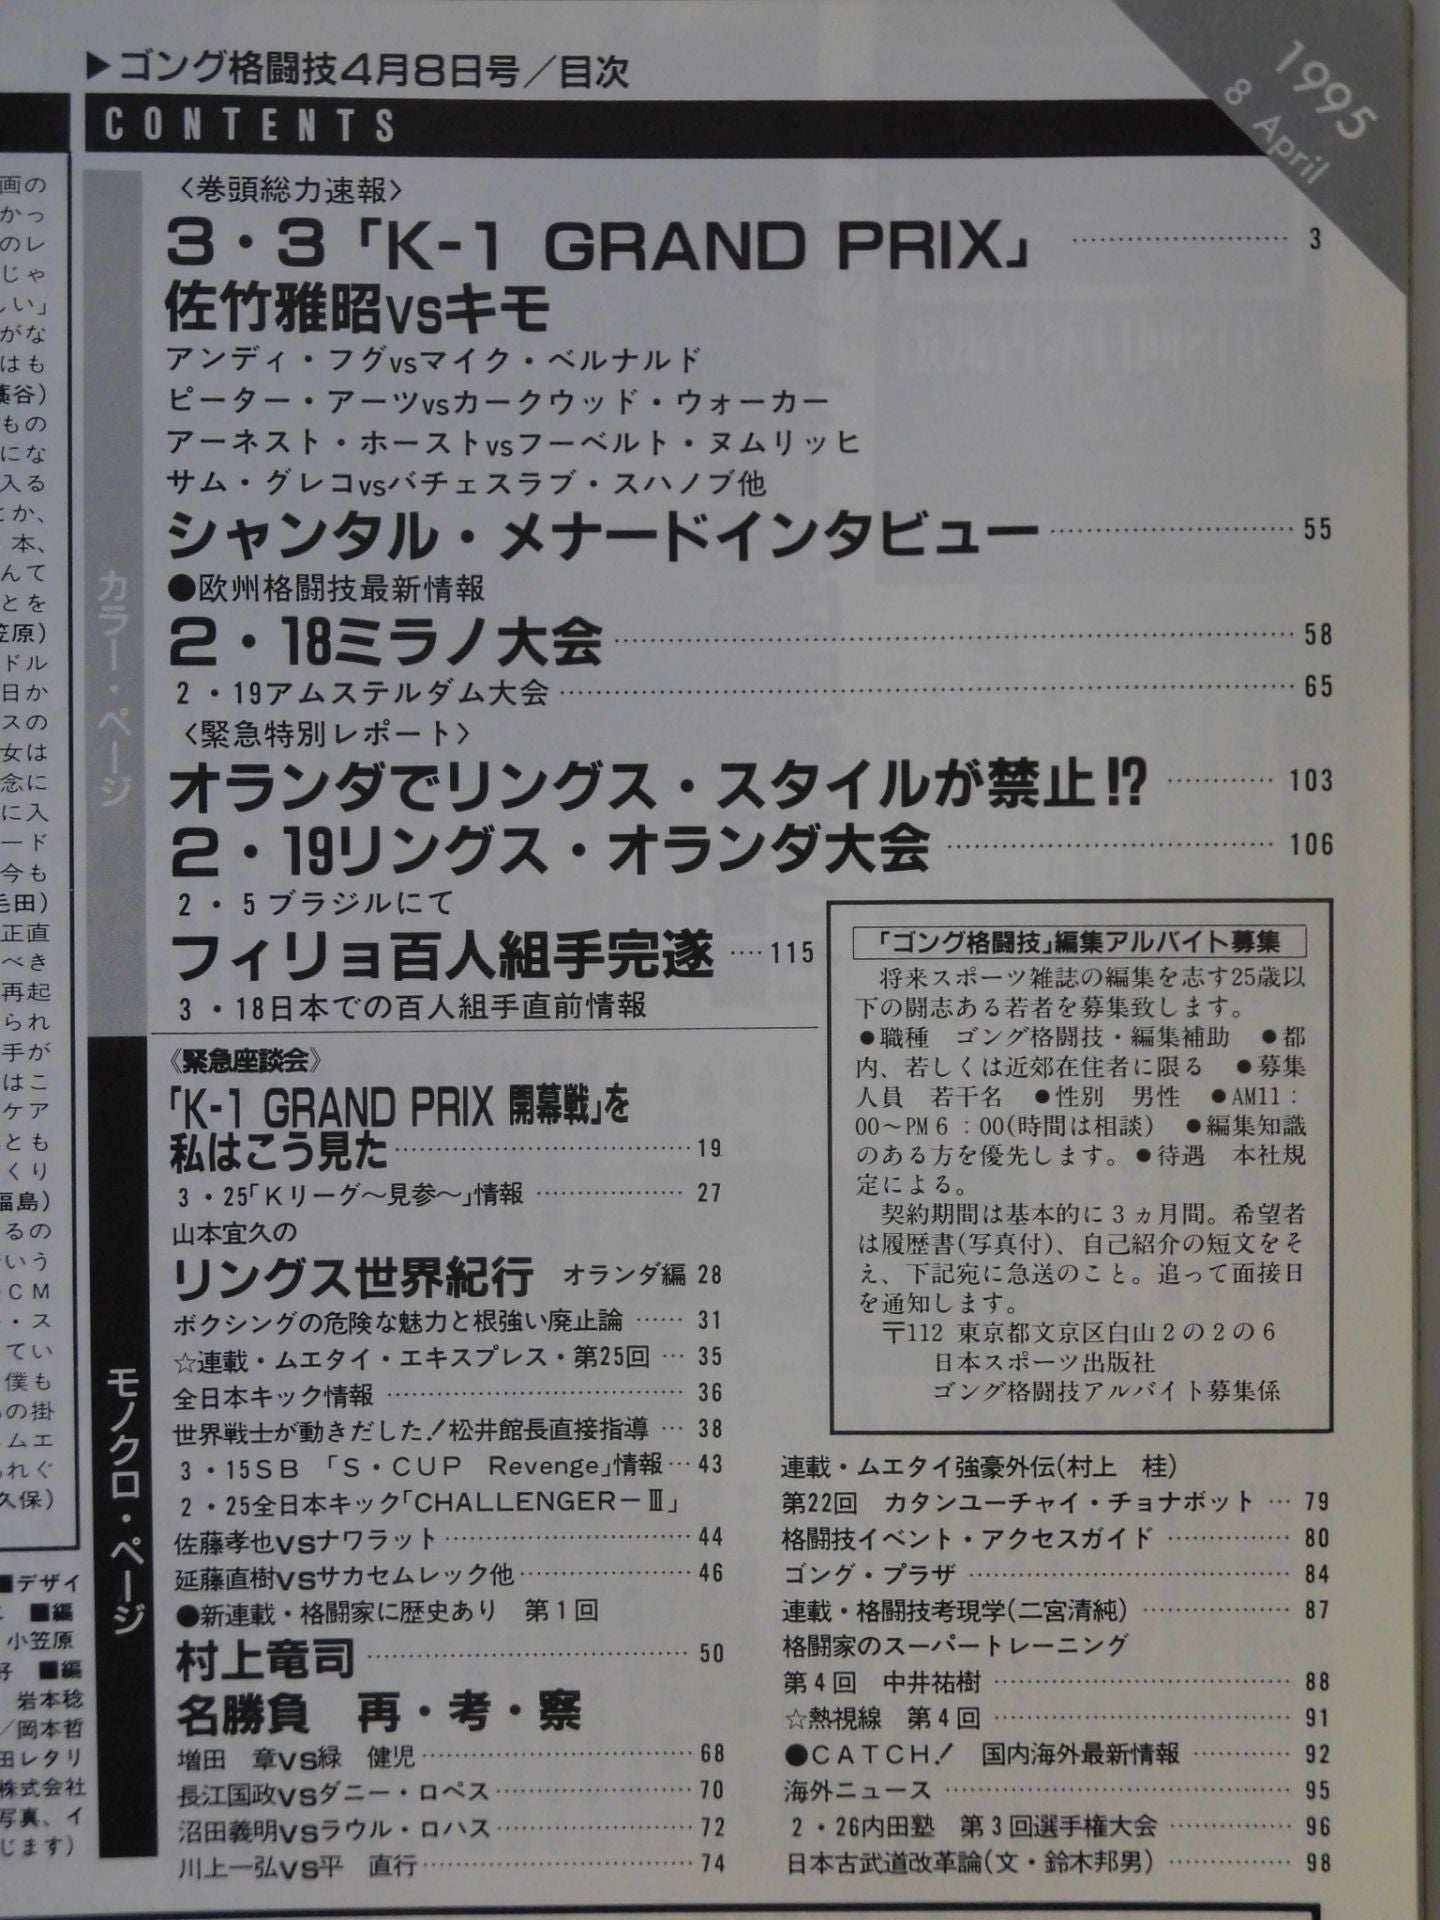 ▶ゴング格闘技4月8日号／目次
1995
8 April
CONTENTS
〈巻頭総力速報〉
3・3「K-1 GRAND PRIX」 …… 3
佐竹雅昭vsキモ
アンディ・フグvsマイク・ベルナルド
ピーター・アーツvsカークウッド・ウォーカー
アーネスト・ホーストvsフーベルト・ヌムリッヒ
サム・グレコvsバチェスラブ・スハノブ他
シャンタル・メナードインタビュー …… 55
●欧州格闘技最新情報
2・18ミラノ大会 …… 58
2・19アムステルダム大会 …… 65
〈緊急特別レポート〉
オランダでリングス・スタイルが禁止!? …… 103
2・19リングス・オランダ大会 …… 106
2・5ブラジルにて
フィリョ百人組手完遂 …… 115
3・18日本での百人組手直前情報
カラー・ページ
《緊急座談会》
「K-1 GRAND PRIX 開幕戦」を
私はこう見た …… 19
3・25「Kリーグ〜見参〜」情報 …… 27
山本宜久の
リングス世界紀行 オランダ編 28
ボクシングの危険な魅力と根強い廃止論 …… 31
☆連載・ムエタイ・エキスプレス・第25回 … 35
全日本キック情報 …… 36
世界戦士が動きだした！松井館長直接指導 … 38
3・15SB「S・CUP Revenge」情報 … 43
2・25全日本キック「CHALLENGER－Ⅲ」
佐藤孝也VSナワラット …… 44
延藤直樹VSサカセムレック他 …… 46
●新連載・格闘家に歴史あり 第1回
村上竜司 …… 50
名勝負 再・考・察
増田 章VS緑 健児 …… 68
長江国政VSダニー・ロペス …… 70
沼田義明VSラウル・ロハス …… 72
川上一弘VS平 直行 …… 74
モノクロ・ページ
「ゴング格闘技」編集アルバイト募集
将来スポーツ雑誌の編集を志す25歳以
下の闘志ある若者を募集致します。
●職種 ゴング格闘技・編集補助 ●都
内、若しくは近郊在住者に限る ●募集
人員 若干名 ●性別 男性 ●AM11：
00〜PM6：00(時間は相談) ●編集知識
のある方を優先します。●待遇 本社規
定による。
契約期間は基本的に3ヵ月間。希望者
は履歴書(写真付)、自己紹介の短文をそ
え、下記宛に急送のこと。追って面接日
を通知します。
〒112 東京都文京区白山2の2の6
日本スポーツ出版社
ゴング格闘技アルバイト募集係
連載・ムエタイ強豪外伝(村上 桂)
第22回 カタンユーチャイ・チョナボット … 79
格闘技イベント・アクセスガイド …… 80
ゴング・プラザ …… 84
連載・格闘技考現学(二宮清純) …… 87
格闘家のスーパートレーニング
第4回 中井祐樹 …… 88
☆熱視線 第4回 …… 91
●CATCH！ 国内海外最新情報 …… 92
海外ニュース …… 95
2・26内田塾 第3回選手権大会 …… 96
日本古武道改革論(文・鈴木邦男) …… 98